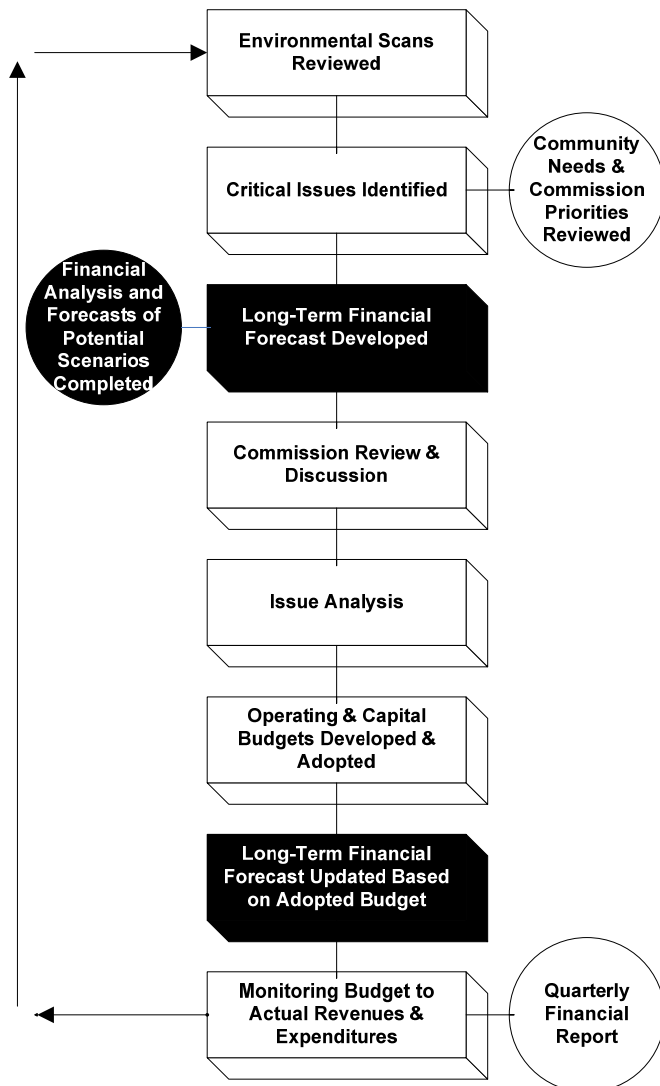 Environmental Scans
Reviewed
Critical Issues Identified
Community
Needs &
Commission
Priorities
Reviewed
Financial
Analysis and
Forecasts of
Potential
Scenarios
Completed
Long-Term Financial
Forecast Developed
Commission Review &
Discussion
Issue Analysis
Operating & Capital
Budgets Developed &
Adopted
Long-Term Financial
Forecast Updated Based
on Adopted Budget
Monitoring Budget to
Actual Revenues &
Expenditures
Quarterly
Financial
Report